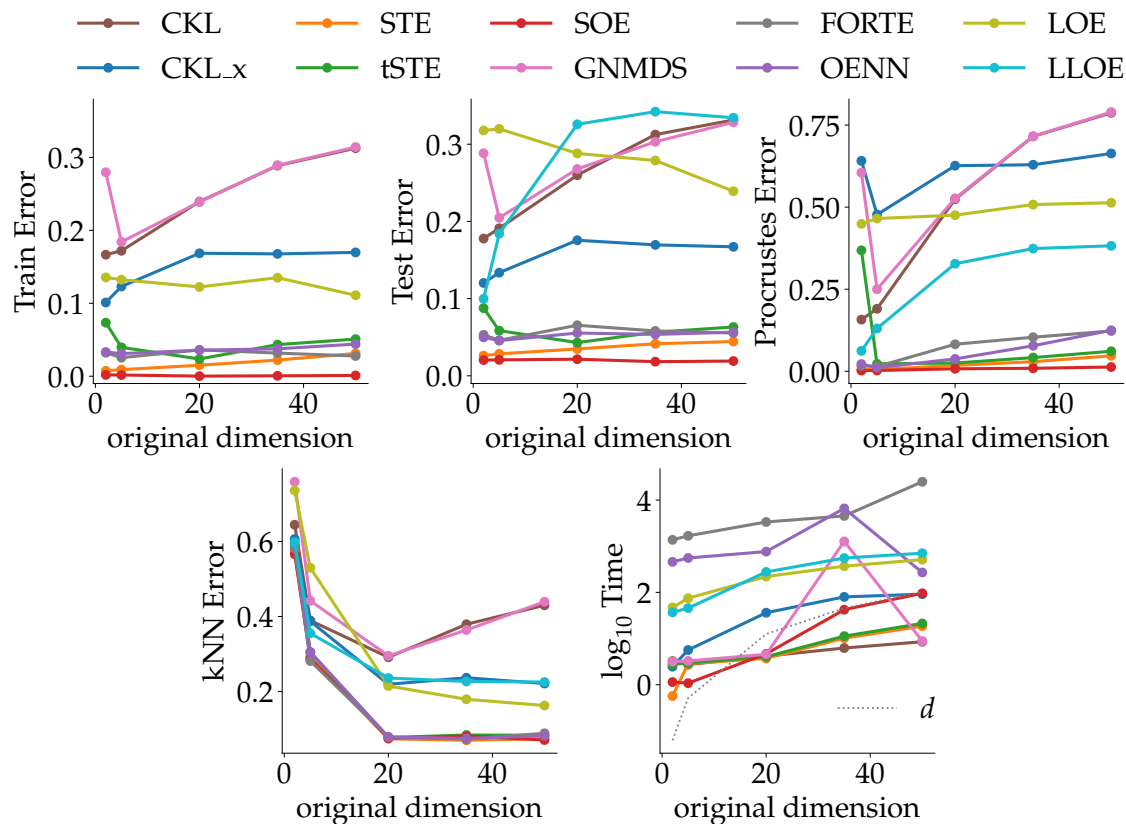 CKL STE SOE FORTE LOE
CKL_x tSTE GNMDS OENN LLOE
Train Error
0.3
0.2
0.1
0.0
0 20 40
original dimension
Test Error
0.3
0.2
0.1
0.0
0 20 40
original dimension
Procrustes Error
0.75
0.50
0.25
0.00
0 20 40
original dimension
kNN Error
0.6
0.4
0.2
0 20 40
original dimension
log₁₀ Time
4
2
0
d
0 20 40
original dimension